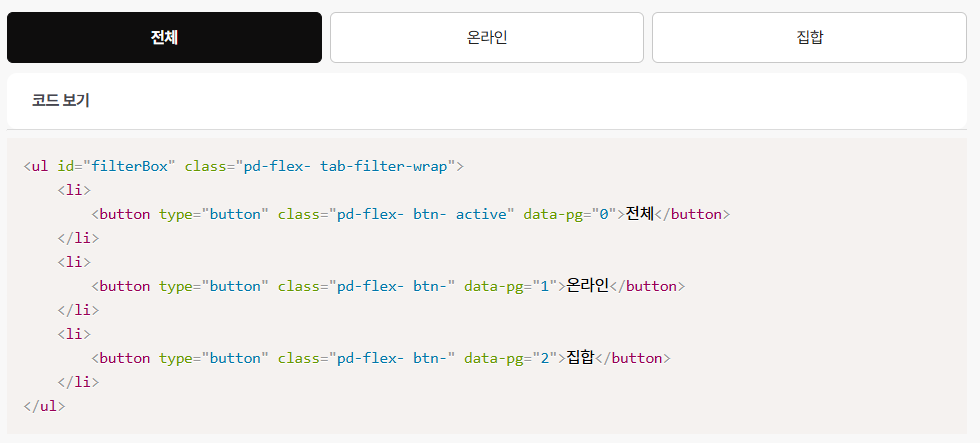 전체 온라인 집합
코드 보기
<ul id="filterBox" class="pd-flex- tab-filter-wrap">
    <li>
        <button type="button" class="pd-flex- btn- active" data-pg="0">전체</button>
    </li>
    <li>
        <button type="button" class="pd-flex- btn-" data-pg="1">온라인</button>
    </li>
    <li>
        <button type="button" class="pd-flex- btn-" data-pg="2">집합</button>
    </li>
</ul>